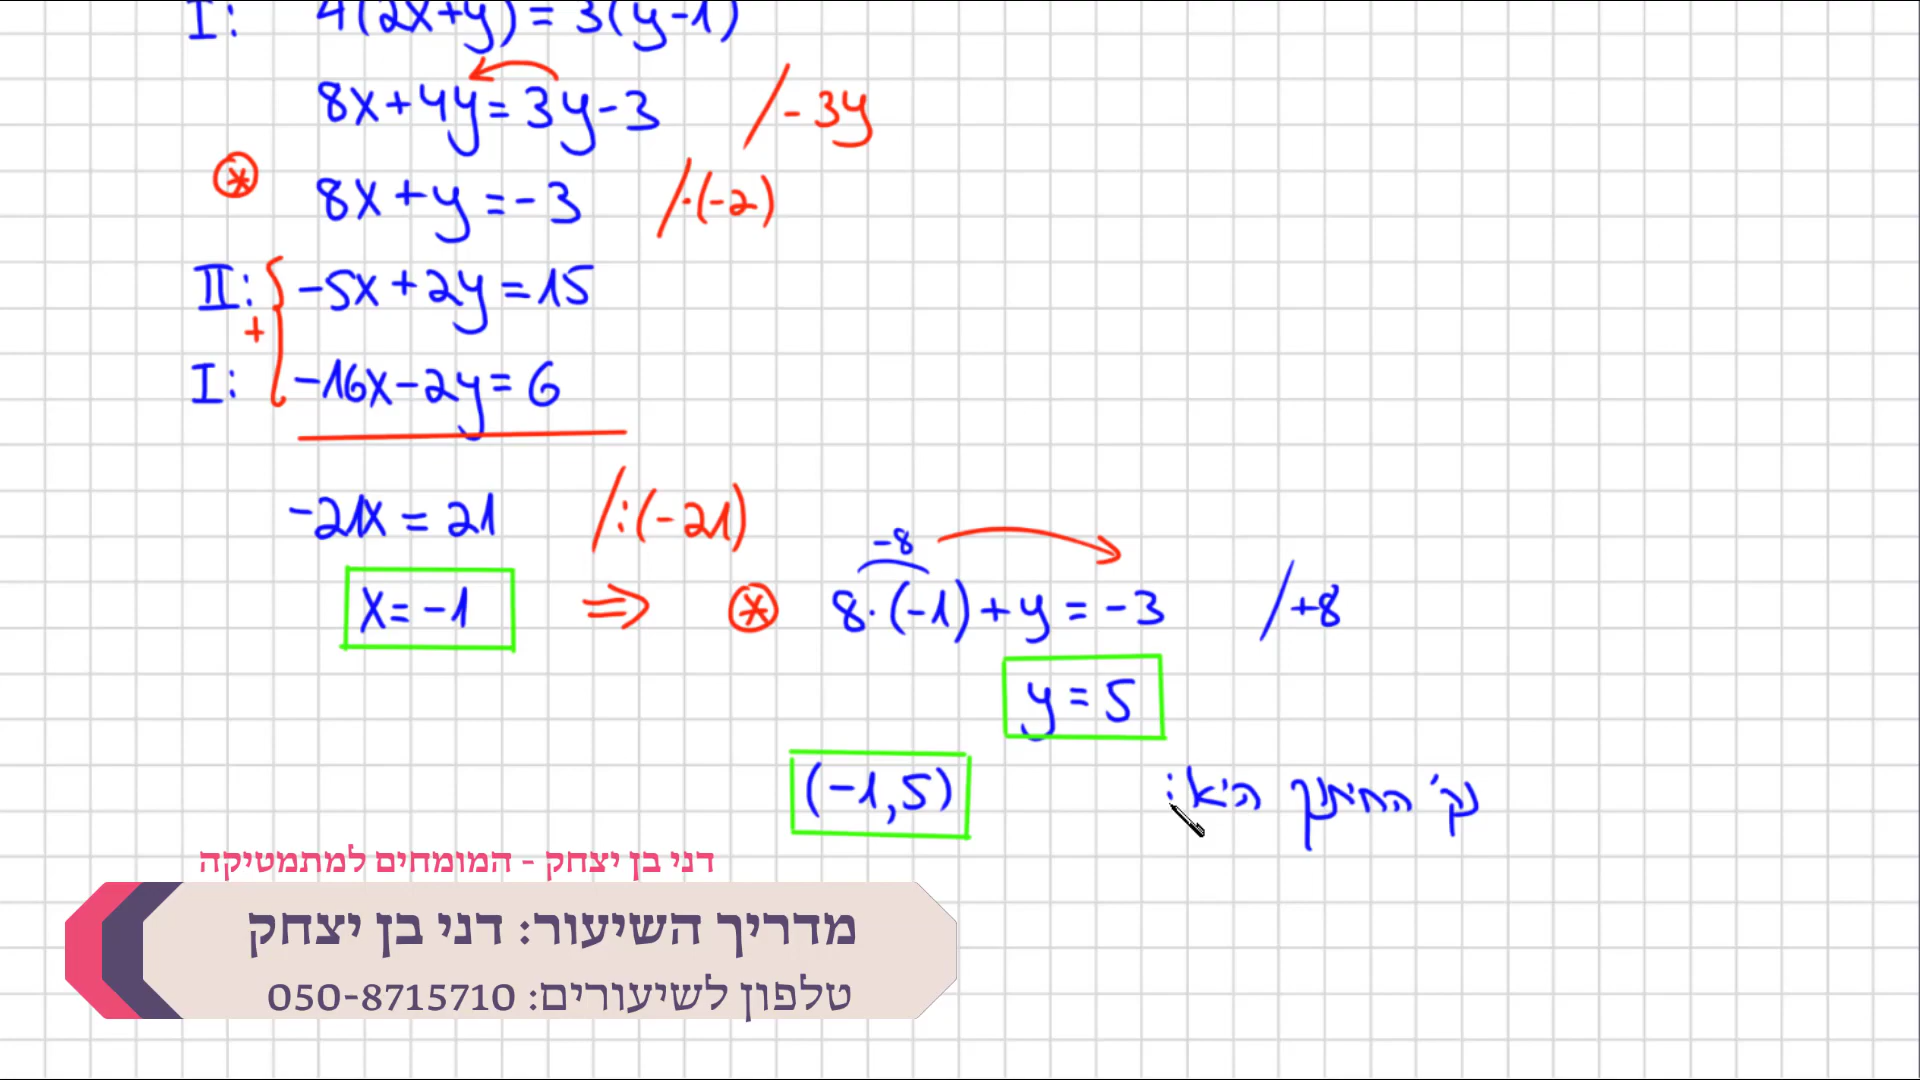 I: 4(2x+y) = 3(y-1)
8x+4y=3y-3 /-3y
* 8x+y=-3 /·(-2)
II: -5x+2y=15
+
I: -16x-2y=6
-21x=21 /:(-21)
-8
x=-1 ⇒ * 8·(-1)+y=-3 /+8
y=5
נק' החיתוך היא: (-1,5)
דני בן יצחק - המומחים למתמטיקה
מדריך השיעור: דני בן יצחק
טלפון לשיעורים: 050-8715710